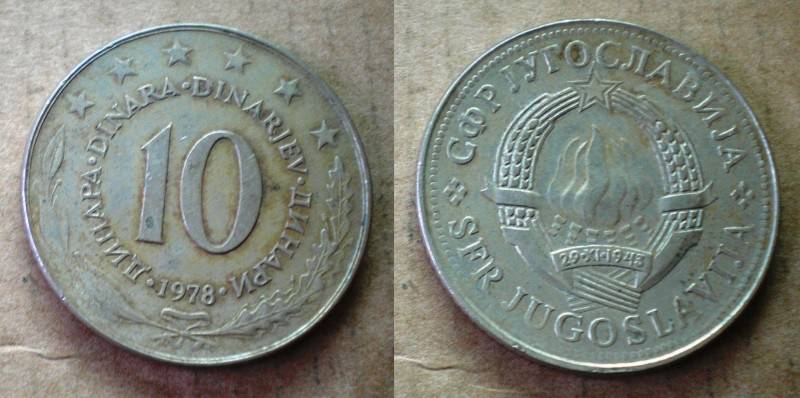 ДИНАРА · DINARA · DINARJEV · ДИНАРИ
10
· 1978 ·
СФР ЈУГОСЛАВИЈА
29·XI·1943
SFR JUGOSLAVIJA